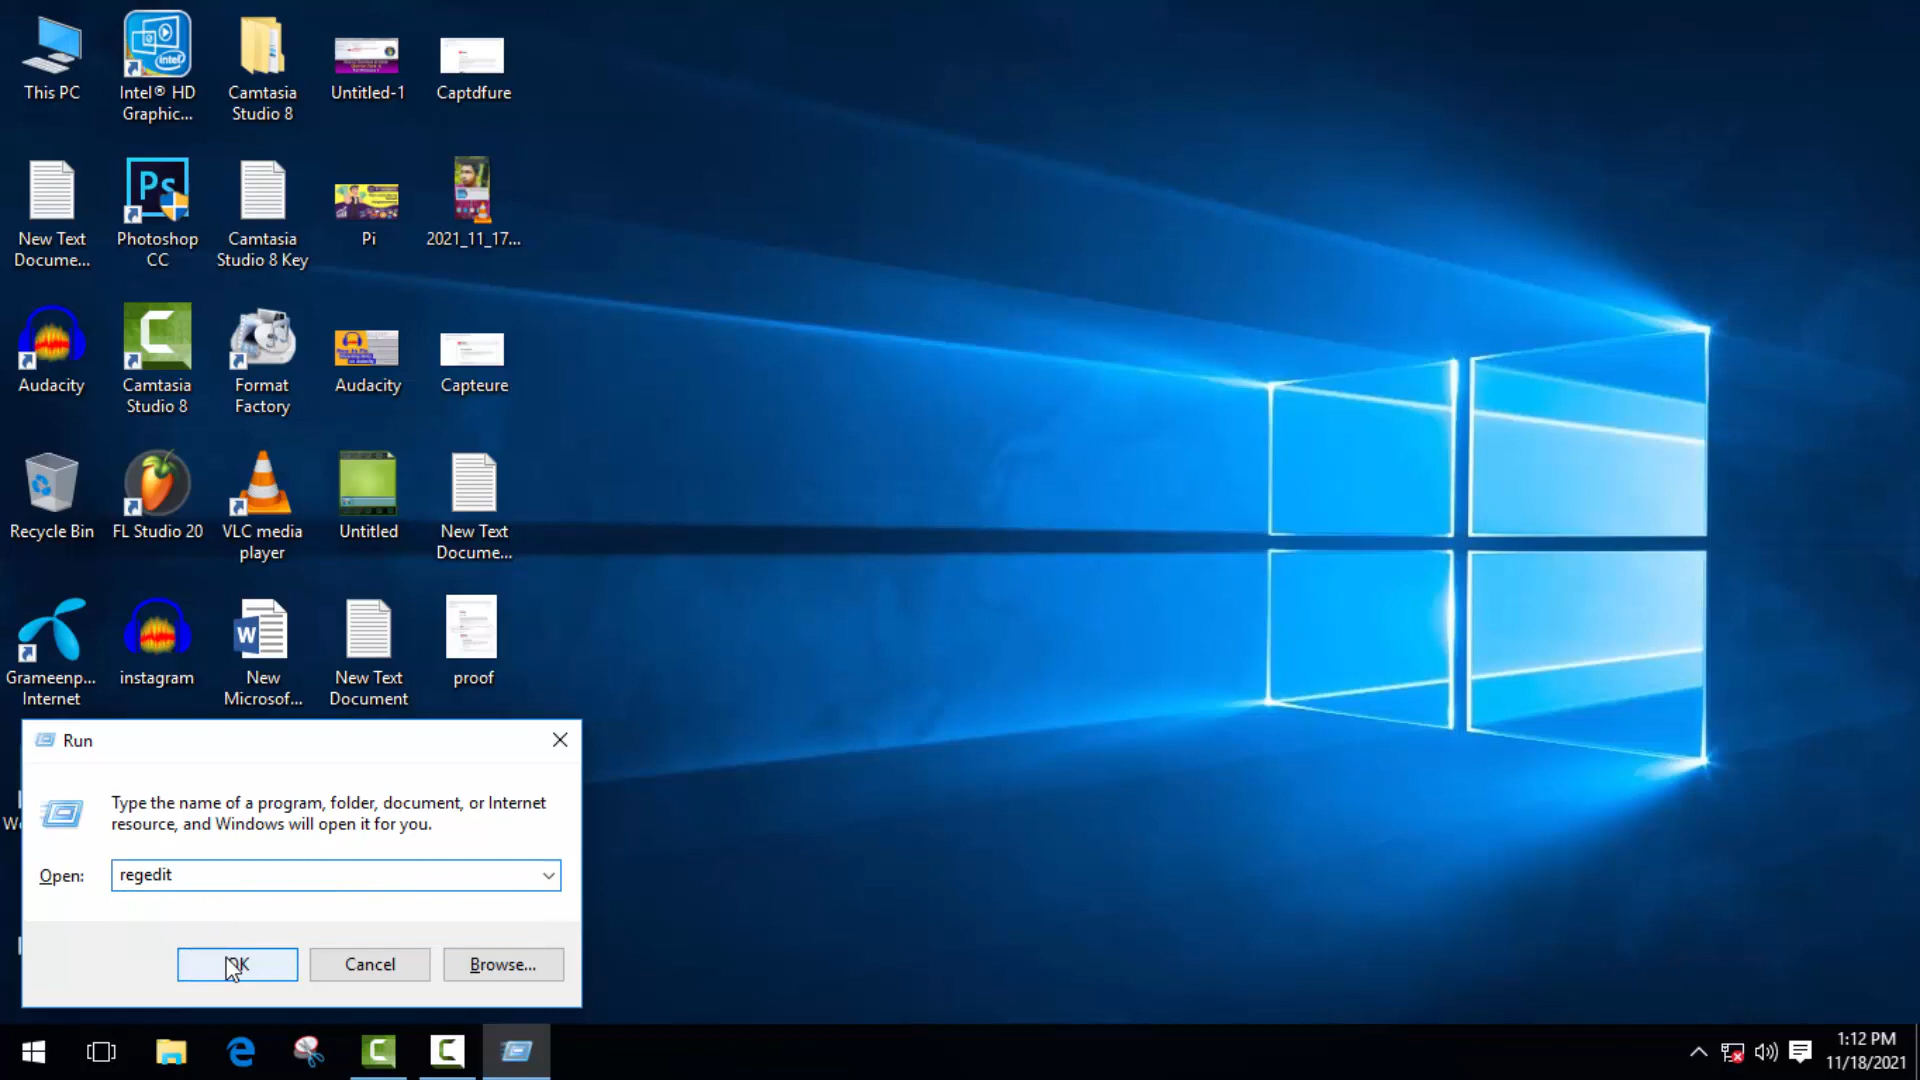 This PC
Intel® HD
Graphic...
Camtasia
Studio 8
Untitled-1
Captdfure
New Text
Docume...
Photoshop
CC
Camtasia
Studio 8 Key
Pi
2021_11_17...
Audacity
Camtasia
Studio 8
Format
Factory
Audacity
Capteure
Recycle Bin
FL Studio 20
VLC media
player
Untitled
New Text
Docume...
Grameenp...
Internet
instagram
New
Microsof...
New Text
Document
proof
Run
Type the name of a program, folder, document, or Internet
resource, and Windows will open it for you.
Open:
regedit
OK
Cancel
Browse...
1:12 PM
11/18/2021